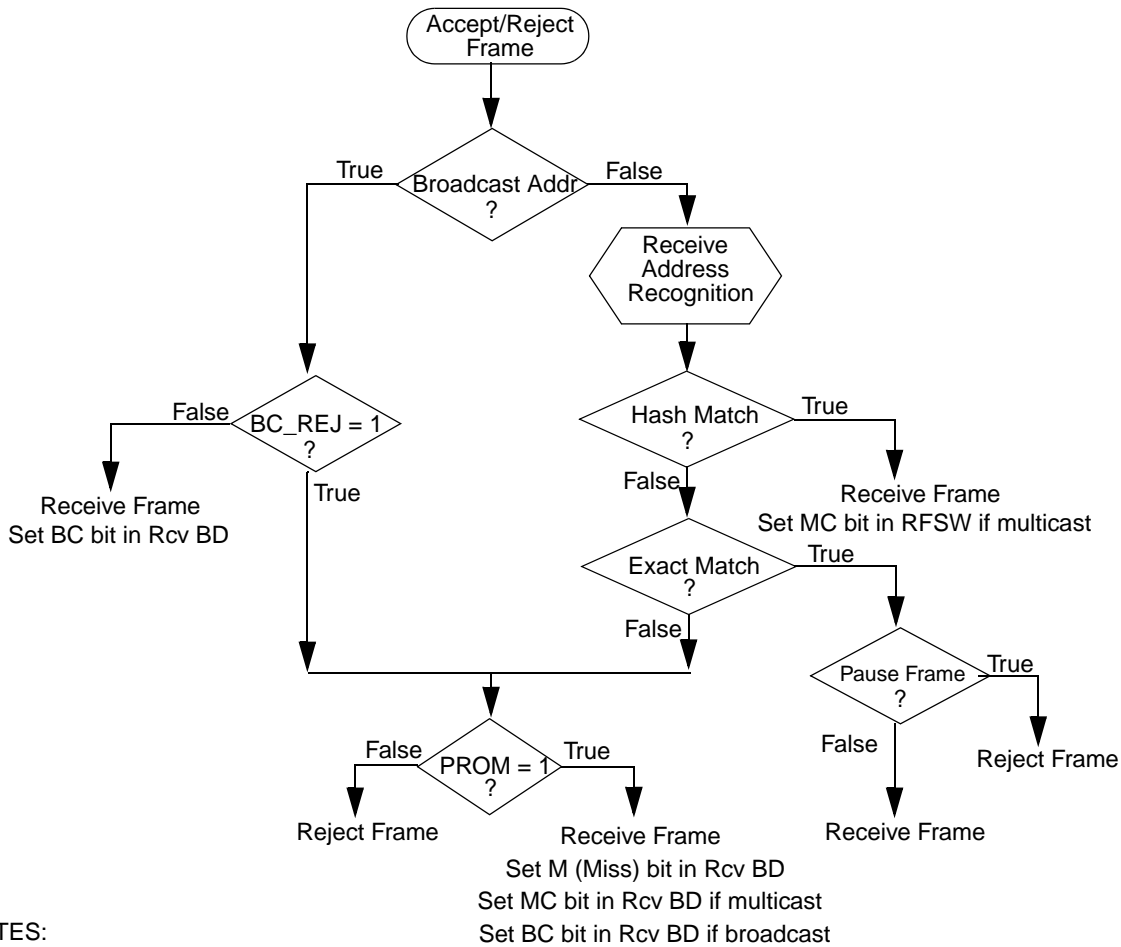 Accept/Reject
Frame
True
Broadcast Addr
?
False
Receive
Address
Recognition
False
BC_REJ = 1
?
True
Receive Frame
Set BC bit in Rcv BD
Hash Match
?
True
False
Receive Frame
Set MC bit in RFSW if multicast
Exact Match
?
True
False
Pause Frame
?
True
False
Reject Frame
Receive Frame
False
PROM = 1
?
True
Reject Frame
Receive Frame
Set M (Miss) bit in Rcv BD
Set MC bit in Rcv BD if multicast
Set BC bit in Rcv BD if broadcast
TES: